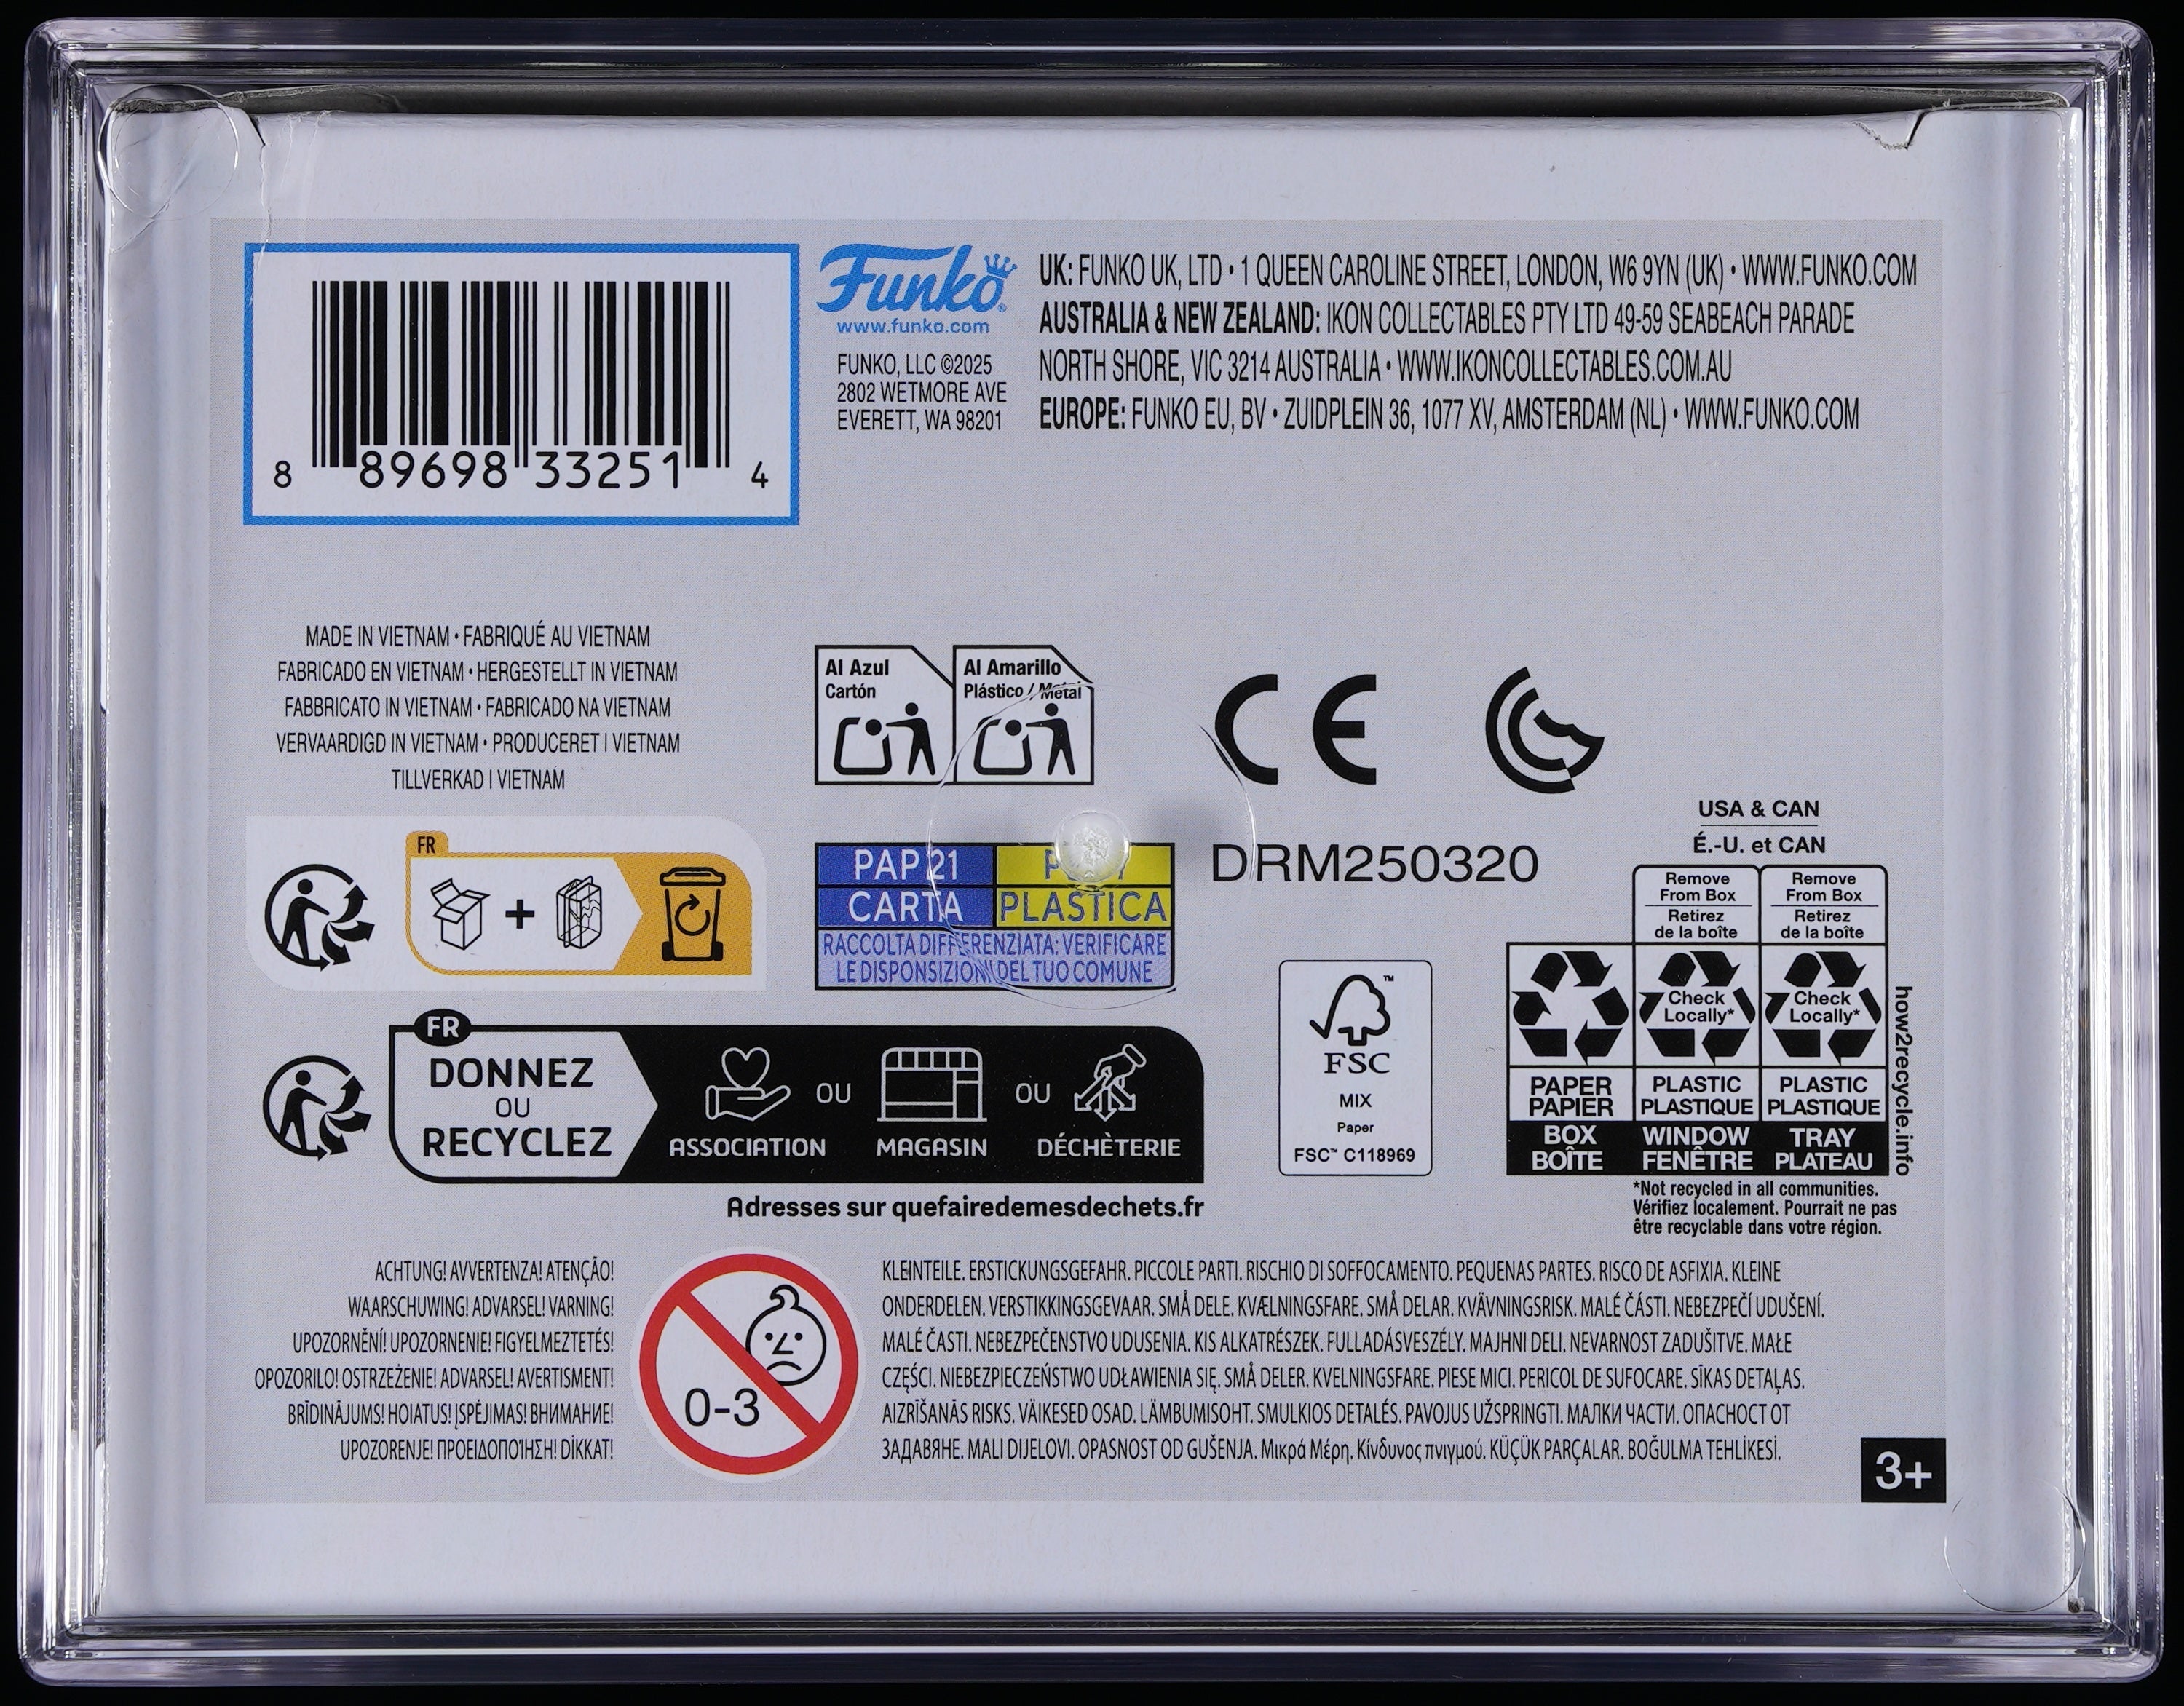 8 89698 33251 4
Funko
www.funko.com
FUNKO, LLC ©2025
2802 WETMORE AVE
EVERETT, WA 98201
UK: FUNKO UK, LTD • 1 QUEEN CAROLINE STREET, LONDON, W6 9YN (UK) • WWW.FUNKO.COM
AUSTRALIA & NEW ZEALAND: IKON COLLECTABLES PTY LTD 49-59 SEABEACH PARADE
NORTH SHORE, VIC 3214 AUSTRALIA • WWW.IKONCOLLECTABLES.COM.AU
EUROPE: FUNKO EU, BV • ZUIDPLEIN 36, 1077 XV, AMSTERDAM (NL) • WWW.FUNKO.COM
MADE IN VIETNAM • FABRIQUÉ AU VIETNAM
FABRICADO EN VIETNAM • HERGESTELLT IN VIETNAM
FABBRICATO IN VIETNAM • FABRICADO NA VIETNAM
VERVAARDIGD IN VIETNAM • PRODUCERET I VIETNAM
TILLVERKAD I VIETNAM
Al Azul
Cartón
Al Amarillo
Plástico / Metal
CE
FR
PAP 21
CARTA
PLASTICA
RACCOLTA DIFFERENZIATA: VERIFICARE
LE DISPONSIZIONI DEL TUO COMUNE
DRM250320
USA & CAN
É.-U. et CAN
Remove
From Box
Retirez
de la boîte
Remove
From Box
Retirez
de la boîte
Check
Locally*
Check
Locally*
PAPER
PAPIER
PLASTIC
PLASTIQUE
PLASTIC
PLASTIQUE
BOX
BOÎTE
WINDOW
FENÊTRE
TRAY
PLATEAU
how2recycle.info
*Not recycled in all communities.
Vérifiez localement. Pourrait ne pas
être recyclable dans votre région.
FSC
MIX
Paper
FSC™ C118969
FR
DONNEZ
OU
RECYCLEZ
ASSOCIATION
OU
MAGASIN
OU
DÉCHÈTERIE
Adresses sur quefairedemesdechets.fr
ACHTUNG! AVVERTENZA! ATENÇÃO!
WAARSCHUWING! ADVARSEL! VARNING!
UPOZORNĚNÍ! UPOZORNENIE! FIGYELMEZTETÉS!
OPOZORILO! OSTRZEŻENIE! ADVARSEL! AVERTISMENT!
BRĪDINĀJUMS! HOIATUS! ĮSPĖJIMAS! ВНИМАНИЕ!
UPOZORENJE! ΠΡΟΕΙΔΟΠΟΊΗΣΗ! DİKKAT!
0-3
KLEINTEILE. ERSTICKUNGSGEFAHR. PICCOLE PARTI. RISCHIO DI SOFFOCAMENTO. PEQUENAS PARTES. RISCO DE ASFIXIA. KLEINE
ONDERDELEN. VERSTIKKINGSGEVAAR. SMÅ DELE. KVÆLNINGSFARE. SMÅ DELAR. KVÄVNINGSRISK. MALÉ ČÁSTI. NEBEZPEČÍ UDUŠENÍ.
MALÉ ČASTI. NEBEZPEČENSTVO UDUSENIA. KIS ALKATRÉSZEK. FULLADÁSVESZÉLY. MAJHNI DELI. NEVARNOST ZADUŠITVE. MAŁE
CZĘŚCI. NIEBEZPIECZEŃSTWO UDŁAWIENIA SIĘ. SMÅ DELER. KVELNINGSFARE. PIESE MICI. PERICOL DE SUFOCARE. SĪKAS DETAĻAS.
AIZRĪŠANĀS RISKS. VÄIKESED OSAD. LÄMBUMISOHT. SMULKIOS DETALĖS. PAVOJUS UŽSPRINGTI. МАЛКИ ЧАСТИ. ОПАСНОСТ ОТ
ЗАДАВЯНЕ. MALI DIJELOVI. OPASNOST OD GUŠENJA. Μικρά Μέρη. Κίνδυνος πνιγμού. KÜÇÜK PARÇALAR. BOĞULMA TEHLİKESİ.
3+